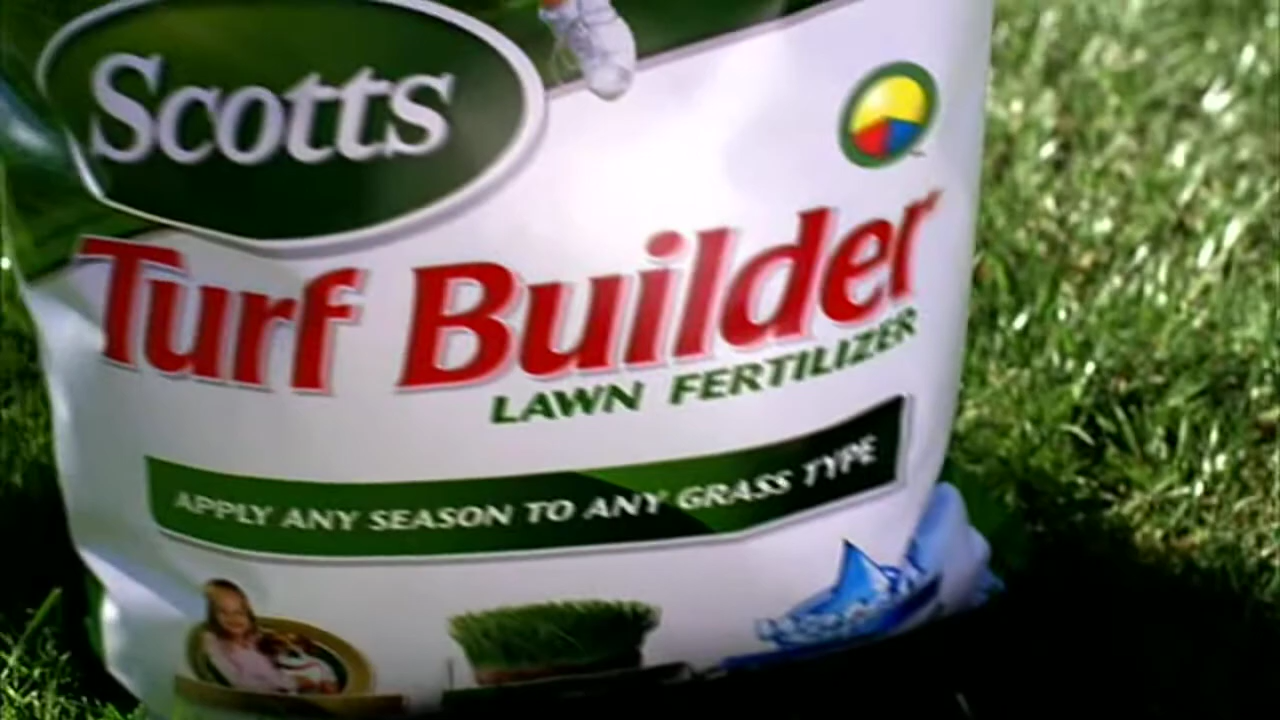 Scotts
Turf Builder
LAWN FERTILIZER
APPLY ANY SEASON TO ANY GRASS TYPE